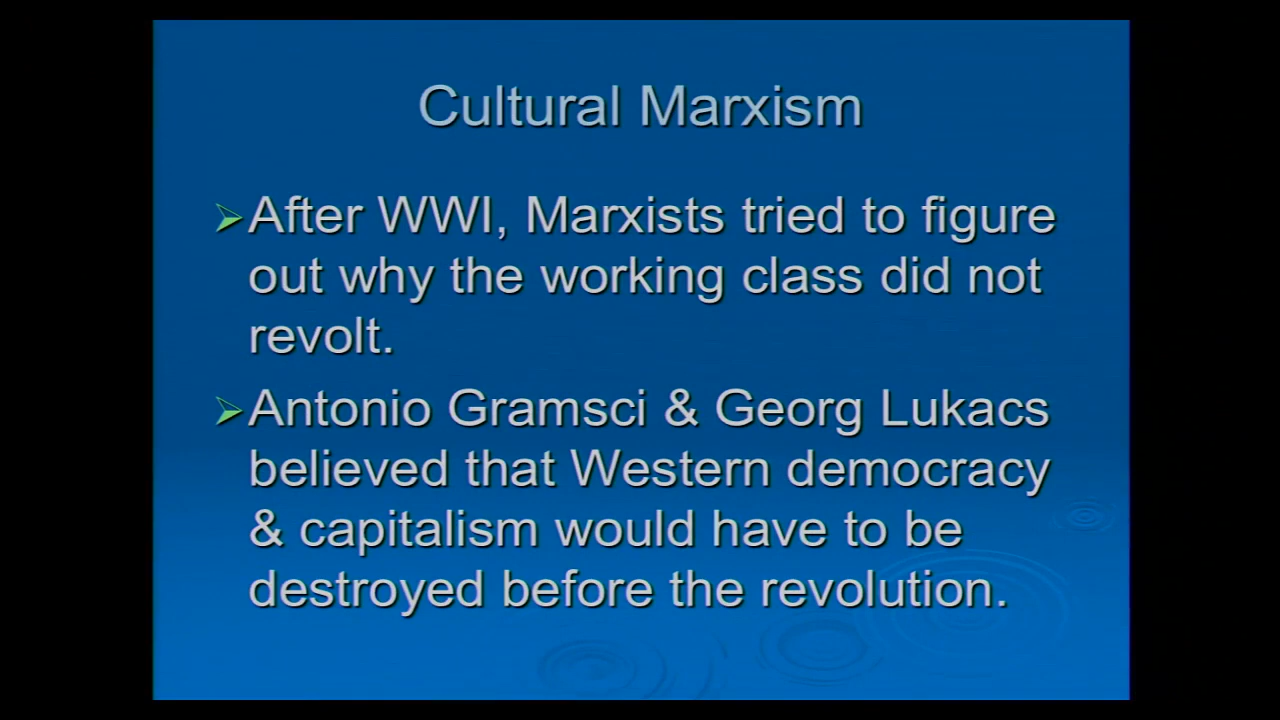 Cultural Marxism
After WWI, Marxists tried to figure
out why the working class did not
revolt.
Antonio Gramsci & Georg Lukacs
believed that Western democracy
& capitalism would have to be
destroyed before the revolution.